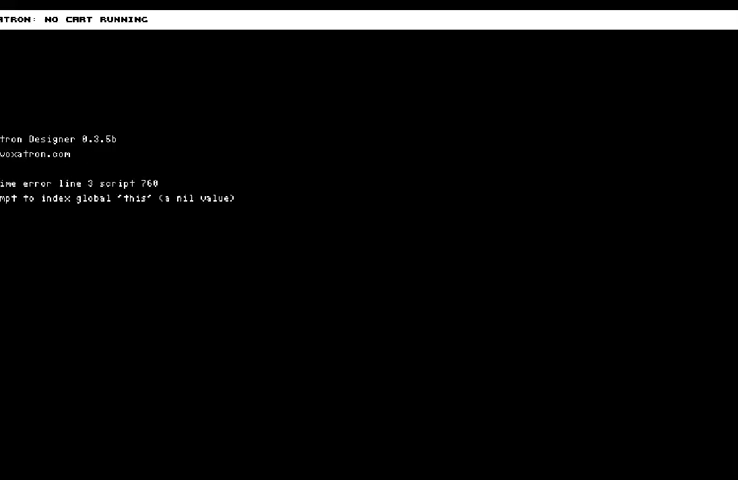 ATRON: NO CART RUNNING
tron Designer 0.3.5b
voxatron.com
ime error line 3 script 760
mpt to index global 'this' (a nil value)